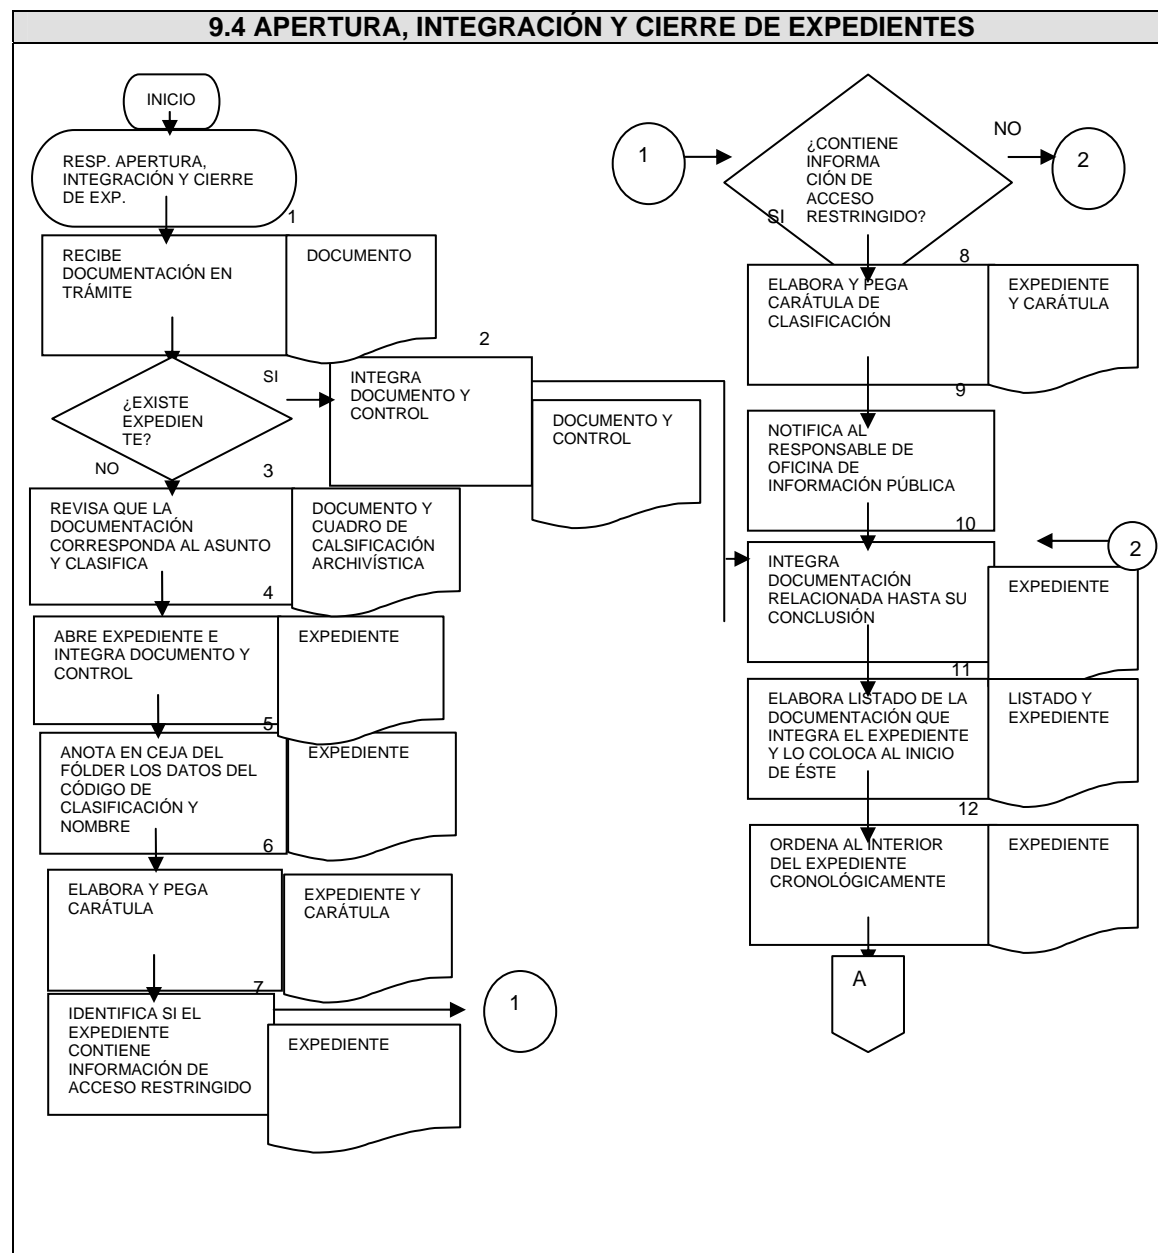 9.4 APERTURA, INTEGRACIÓN Y CIERRE DE EXPEDIENTES
INICIO
RESP. APERTURA,
INTEGRACIÓN Y CIERRE
DE EXP.
1
RECIBE
DOCUMENTACIÓN EN
TRÁMITE
DOCUMENTO
¿EXISTE
EXPEDIEN
TE?
SI
NO
2
INTEGRA
DOCUMENTO Y
CONTROL
DOCUMENTO Y
CONTROL
3
REVISA QUE LA
DOCUMENTACIÓN
CORRESPONDA AL ASUNTO
Y CLASIFICA
DOCUMENTO Y
CUADRO DE
CALSIFICACIÓN
ARCHIVÍSTICA
4
ABRE EXPEDIENTE E
INTEGRA DOCUMENTO Y
CONTROL
EXPEDIENTE
5
ANOTA EN CEJA DEL
FÓLDER LOS DATOS DEL
CÓDIGO DE
CLASIFICACIÓN Y
NOMBRE
EXPEDIENTE
6
ELABORA Y PEGA
CARÁTULA
EXPEDIENTE Y
CARÁTULA
7
IDENTIFICA SI EL
EXPEDIENTE
CONTIENE
INFORMACIÓN DE
ACCESO RESTRINGIDO
EXPEDIENTE
1
1
¿CONTIENE
INFORMA
CIÓN DE
ACCESO
RESTRINGIDO?
NO
2
SI
8
ELABORA Y PEGA
CARÁTULA DE
CLASIFICACIÓN
EXPEDIENTE
Y CARÁTULA
9
NOTIFICA AL
RESPONSABLE DE
OFICINA DE
INFORMACIÓN PÚBLICA
10
2
INTEGRA
DOCUMENTACIÓN
RELACIONADA HASTA SU
CONCLUSIÓN
EXPEDIENTE
11
ELABORA LISTADO DE LA
DOCUMENTACIÓN QUE
INTEGRA EL EXPEDIENTE
Y LO COLOCA AL INICIO
DE ÉSTE
LISTADO Y
EXPEDIENTE
12
ORDENA AL INTERIOR
DEL EXPEDIENTE
CRONOLÓGICAMENTE
EXPEDIENTE
A